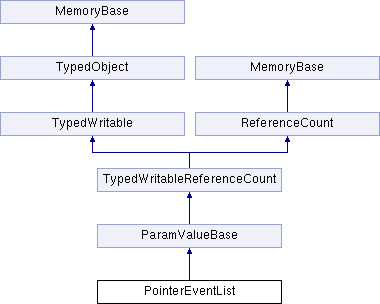 MemoryBase
TypedObject
MemoryBase
TypedWritable
ReferenceCount
TypedWritableReferenceCount
ParamValueBase
PointerEventList